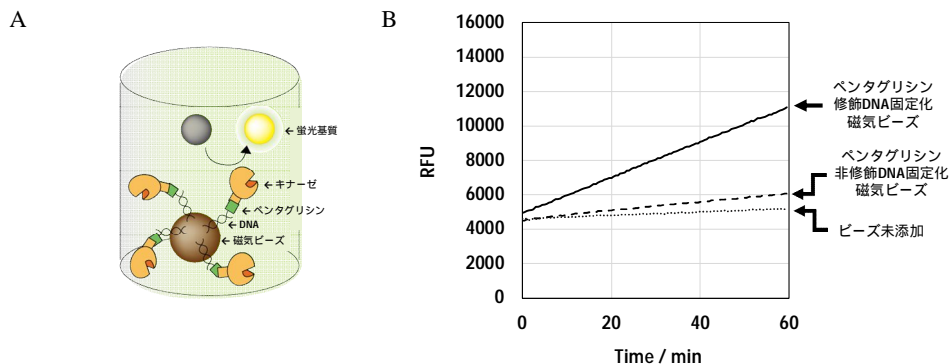 A
←蛍光基質
←キナーゼ
←ペンタグリシン
←DNA
←磁気ビーズ
B
RFU
16000
14000
12000
10000
8000
6000
4000
2000
0
0
20
40
60
Time / min
ペンタグリシン
修飾DNA固定化
磁気ビーズ
ペンタグリシン
非修飾DNA固定化
磁気ビーズ
ビーズ未添加